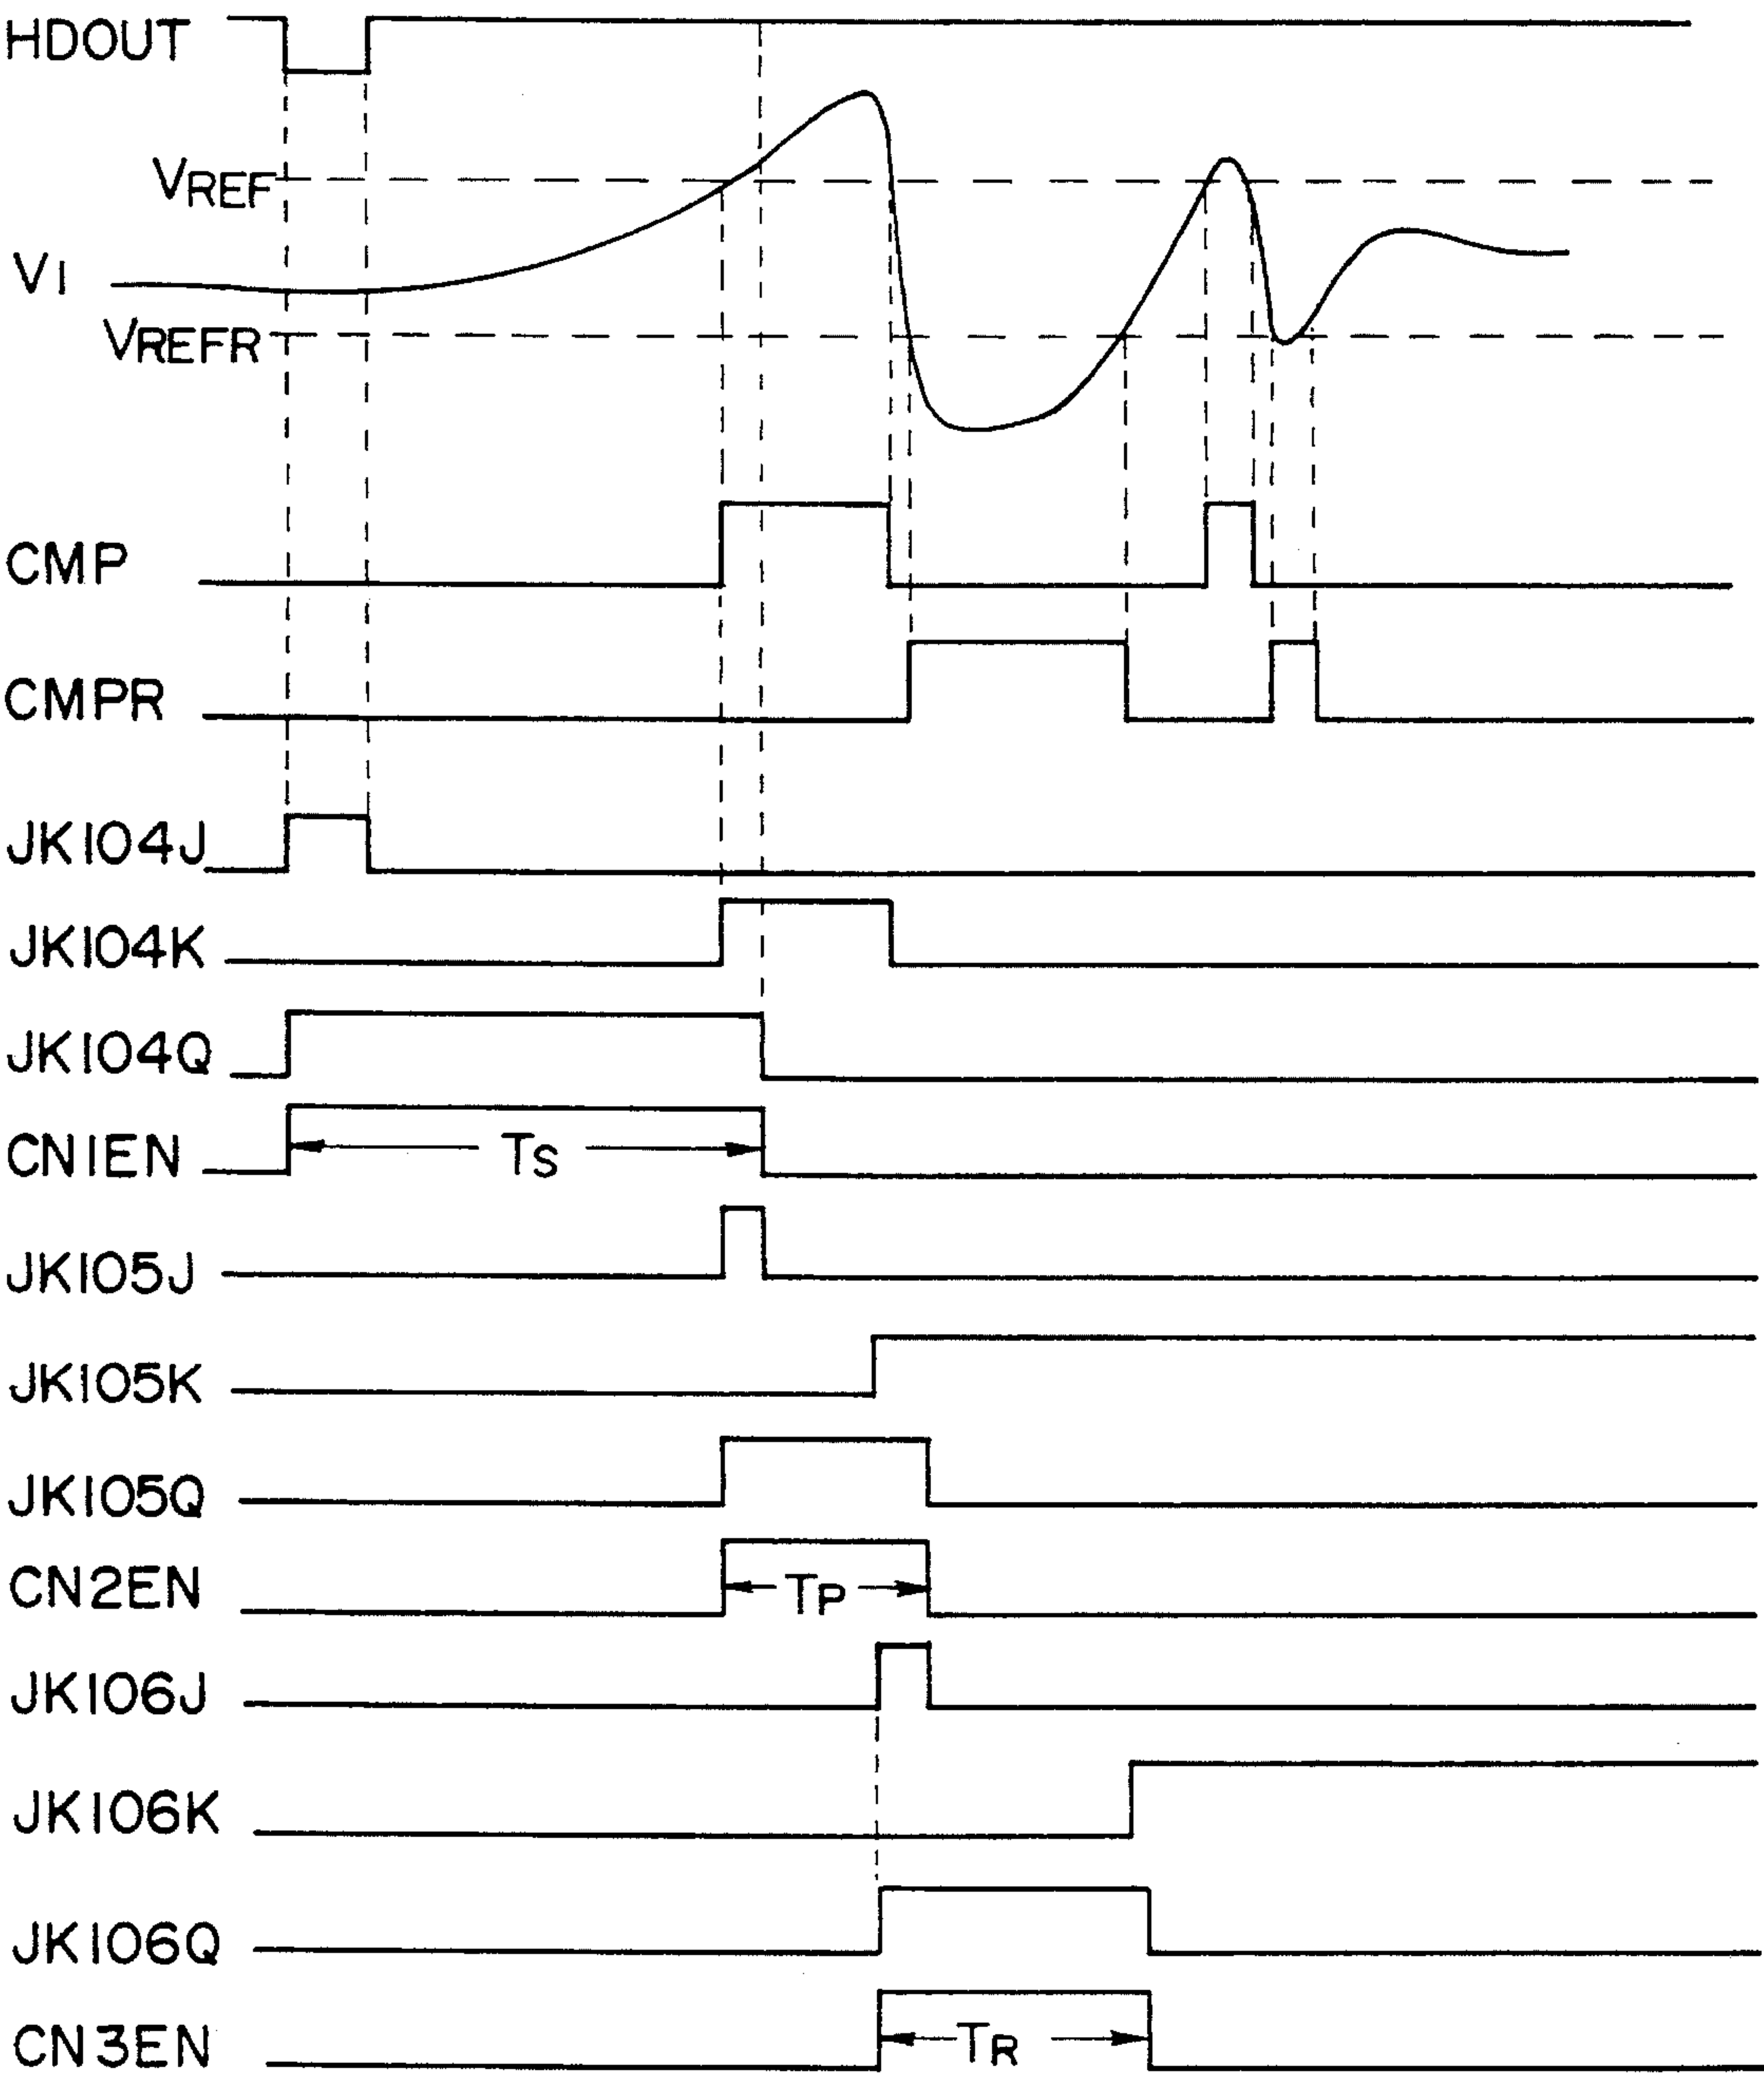 HDOUT
VREF
V1
VREFR
CMP
CMPR
JK104J
JK104K
JK104Q
CN1EN
TS
JK105J
JK105K
JK105Q
CN2EN
TP
JK106J
JK106K
JK106Q
CN3EN
TR